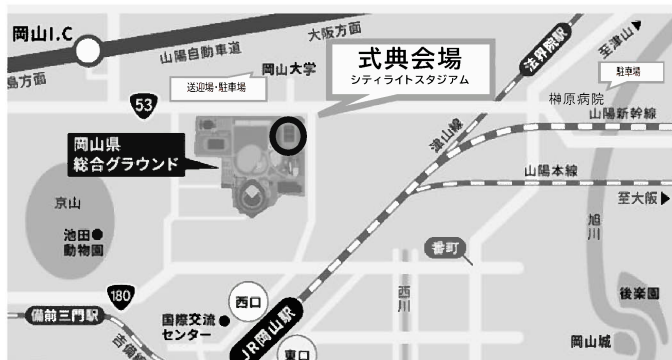 岡山I.C
大阪方面
山陽自動車道
島方面
式典会場
シティライトスタジアム
法界院駅
至津山
岡山大学
送迎場・駐車場
駐車場
53
榊原病院
山陽新幹線
津山線
岡山県
総合グラウンド
山陽本線
至大阪
京山
旭川
池田
動物園
番町
180
西川
後楽園
西口
備前三門駅
国際交流
センター
JR岡山駅
吉備線
東口
岡山城